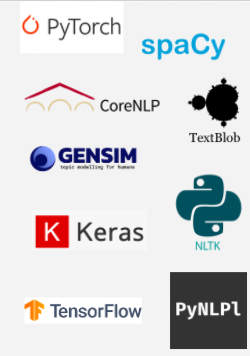 PyTorch
spaCy
CoreNLP
TextBlob
GENSIM
topic modelling for humans
NLTK
K Keras
TensorFlow
PyNLPl